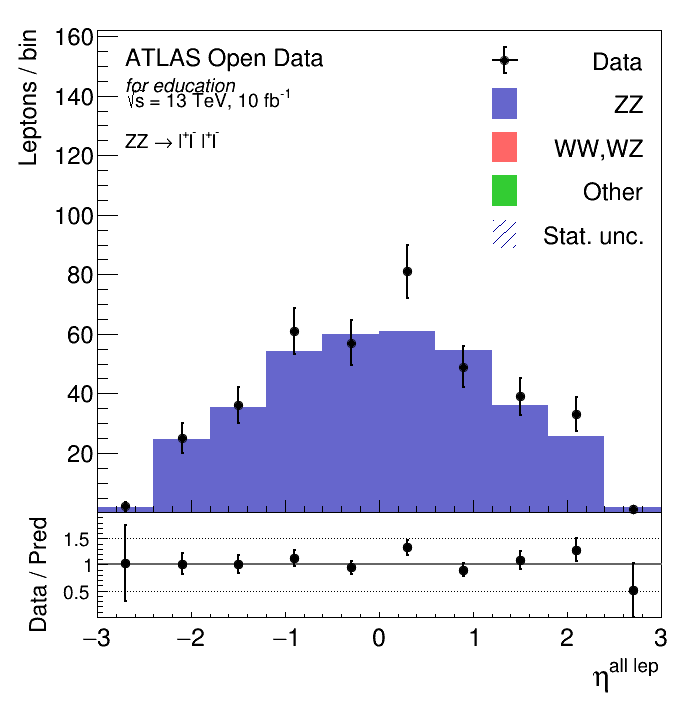 Leptons / bin
160
140
120
100
80
60
40
20
ATLAS Open Data
for education
√s = 13 TeV, 10 fb⁻¹
ZZ → l⁺l⁻ l⁺l⁻
Data
ZZ
WW,WZ
Other
Stat. unc.
Data / Pred
1.5
1
0.5
−3 −2 −1 0 1 2 3
η^all lep